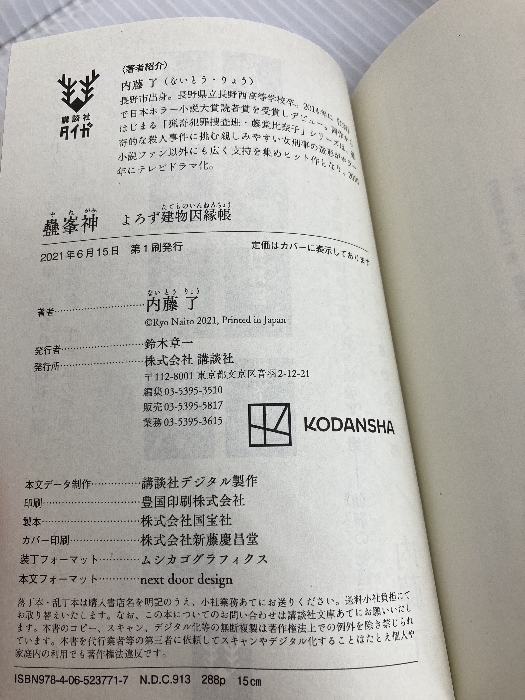 講談社
タイガ
〈著者紹介〉
内藤 了（ないとう・りょう）
長野市出身。長野県立長野西高等学校卒。2014年に
で日本ホラー小説大賞読者賞を受賞しデビュー。
はじまる「猟奇犯罪捜査班・藤堂比奈子」シリーズは、
奇的な殺人事件に挑む親しみやすい女刑事の造形が
小説ファン以外にも広く支持を集めヒット作となり、
年にテレビドラマ化。
蠱峯神 よろず建物因縁帳
2021年6月15日 第1刷発行 定価はカバーに表示してあります
著者 内藤 了
©Ryo Naito 2021, Printed in Japan
発行者 鈴木章一
発行所 株式会社 講談社
〒112-8001 東京都文京区音羽2-12-21
編集03-5395-3510
販売03-5395-5817
業務03-5395-3615
KODANSHA
本文データ制作 講談社デジタル製作
印刷 豊国印刷株式会社
製本 株式会社国宝社
カバー印刷 株式会社新藤慶昌堂
装丁フォーマット ムシカゴグラフィクス
本文フォーマット next door design
落丁本・乱丁本は購入書店名を明記のうえ、小社業務あてにお送りください。送料小社負担にて
お取り替えいたします。なお、この本についてのお問い合わせは講談社文庫あてにお願いいたし
ます。本書のコピー、スキャン、デジタル化等の無断複製は著作権法上での例外を除き禁じられ
ています。本書を代行業者等の第三者に依頼してスキャンやデジタル化することはたとえ個人や
家庭内の利用でも著作権法違反です。
ISBN978-4-06-523771-7 N.D.C.913 288p 15㎝